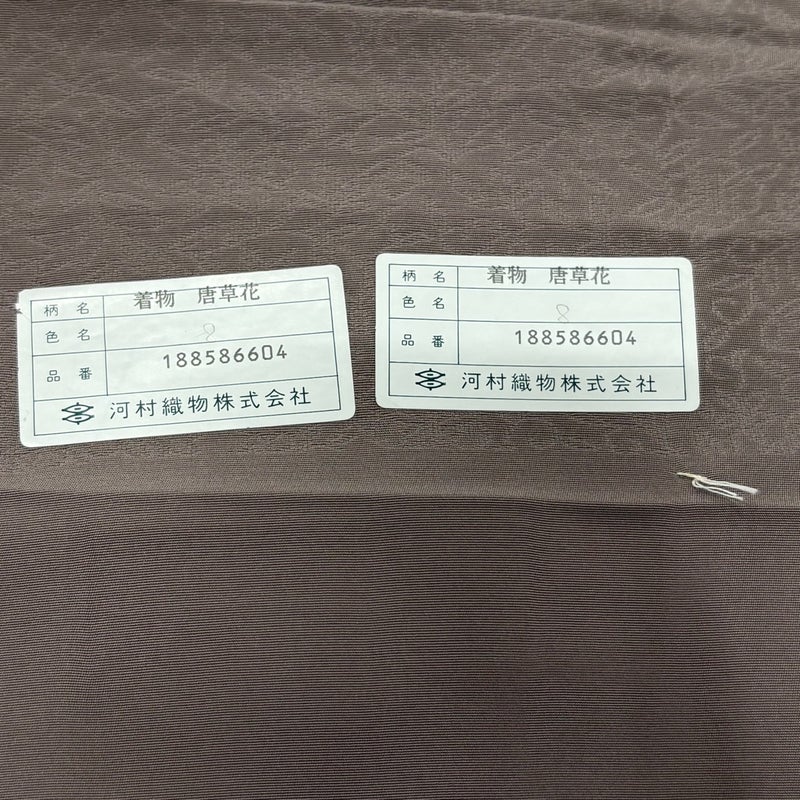 柄名 着物 唐草花
色名 8
品番 188586604
河村織物株式会社
柄名 着物 唐草花
色名 8
品番 188586604
河村織物株式会社